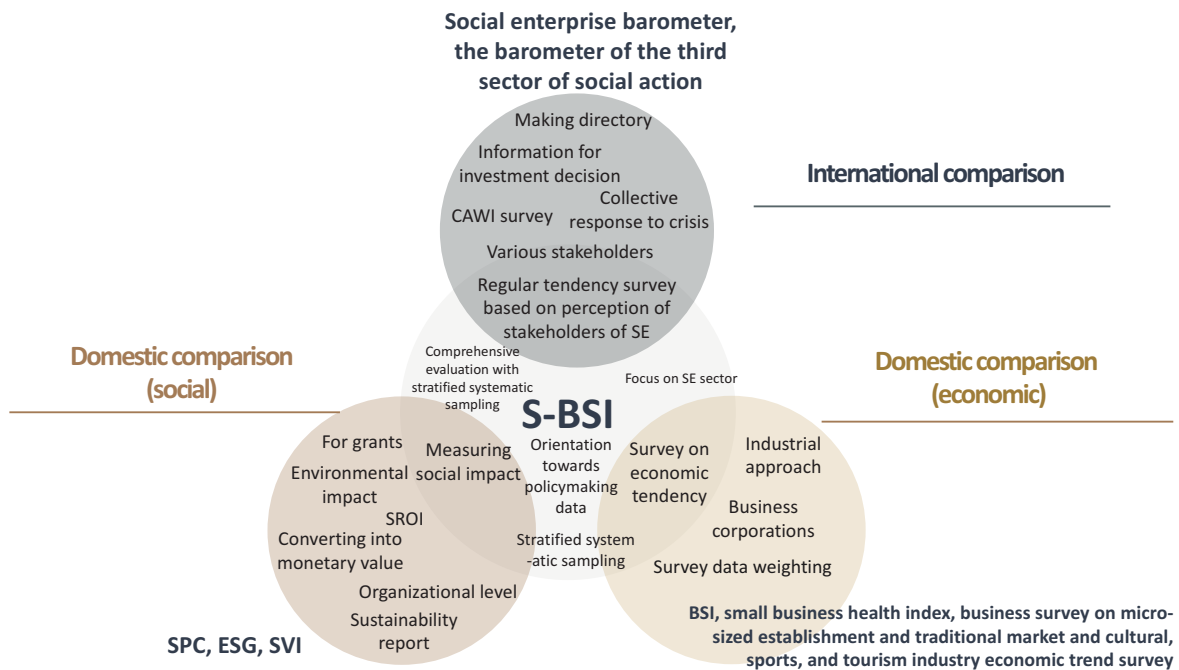 Social enterprise barometer,
the barometer of the third
sector of social action
Making directory
Information for
investment decision
CAWI survey
Collective
response to crisis
Various stakeholders
Regular tendency survey
based on perception of
stakeholders of SE
International comparison
Domestic comparison
(social)
Comprehensive
evaluation with
stratified systematic
sampling
Focus on SE sector
Domestic comparison
(economic)
S-BSI
Orientation
towards
policymaking
data
Stratified system
-atic sampling
For grants
Measuring
social impact
Environmental
impact
SROI
Converting into
monetary value
Organizational level
Sustainability
report
SPC, ESG, SVI
Survey on
economic
tendency
Industrial
approach
Business
corporations
Survey data weighting
BSI, small business health index, business survey on micro-
sized establishment and traditional market and cultural,
sports, and tourism industry economic trend survey